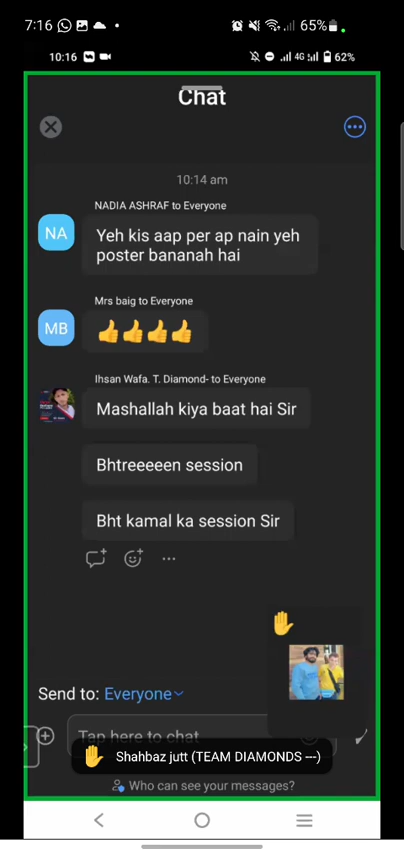 7:16
65%
10:16
4G
62%
Chat
10:14 am
NADIA ASHRAF to Everyone
NA
Yeh kis aap per ap nain yeh
poster bananah hai
Mrs baig to Everyone
MB
👍👍👍👍
Ihsan Wafa. T. Diamond- to Everyone
Mashallah kiya baat hai Sir
Bhtreeeeen session
Bht kamal ka session Sir
Send to: Everyone
Tap here to chat
✋ Shahbaz jutt (TEAM DIAMONDS ---)
Who can see your messages?